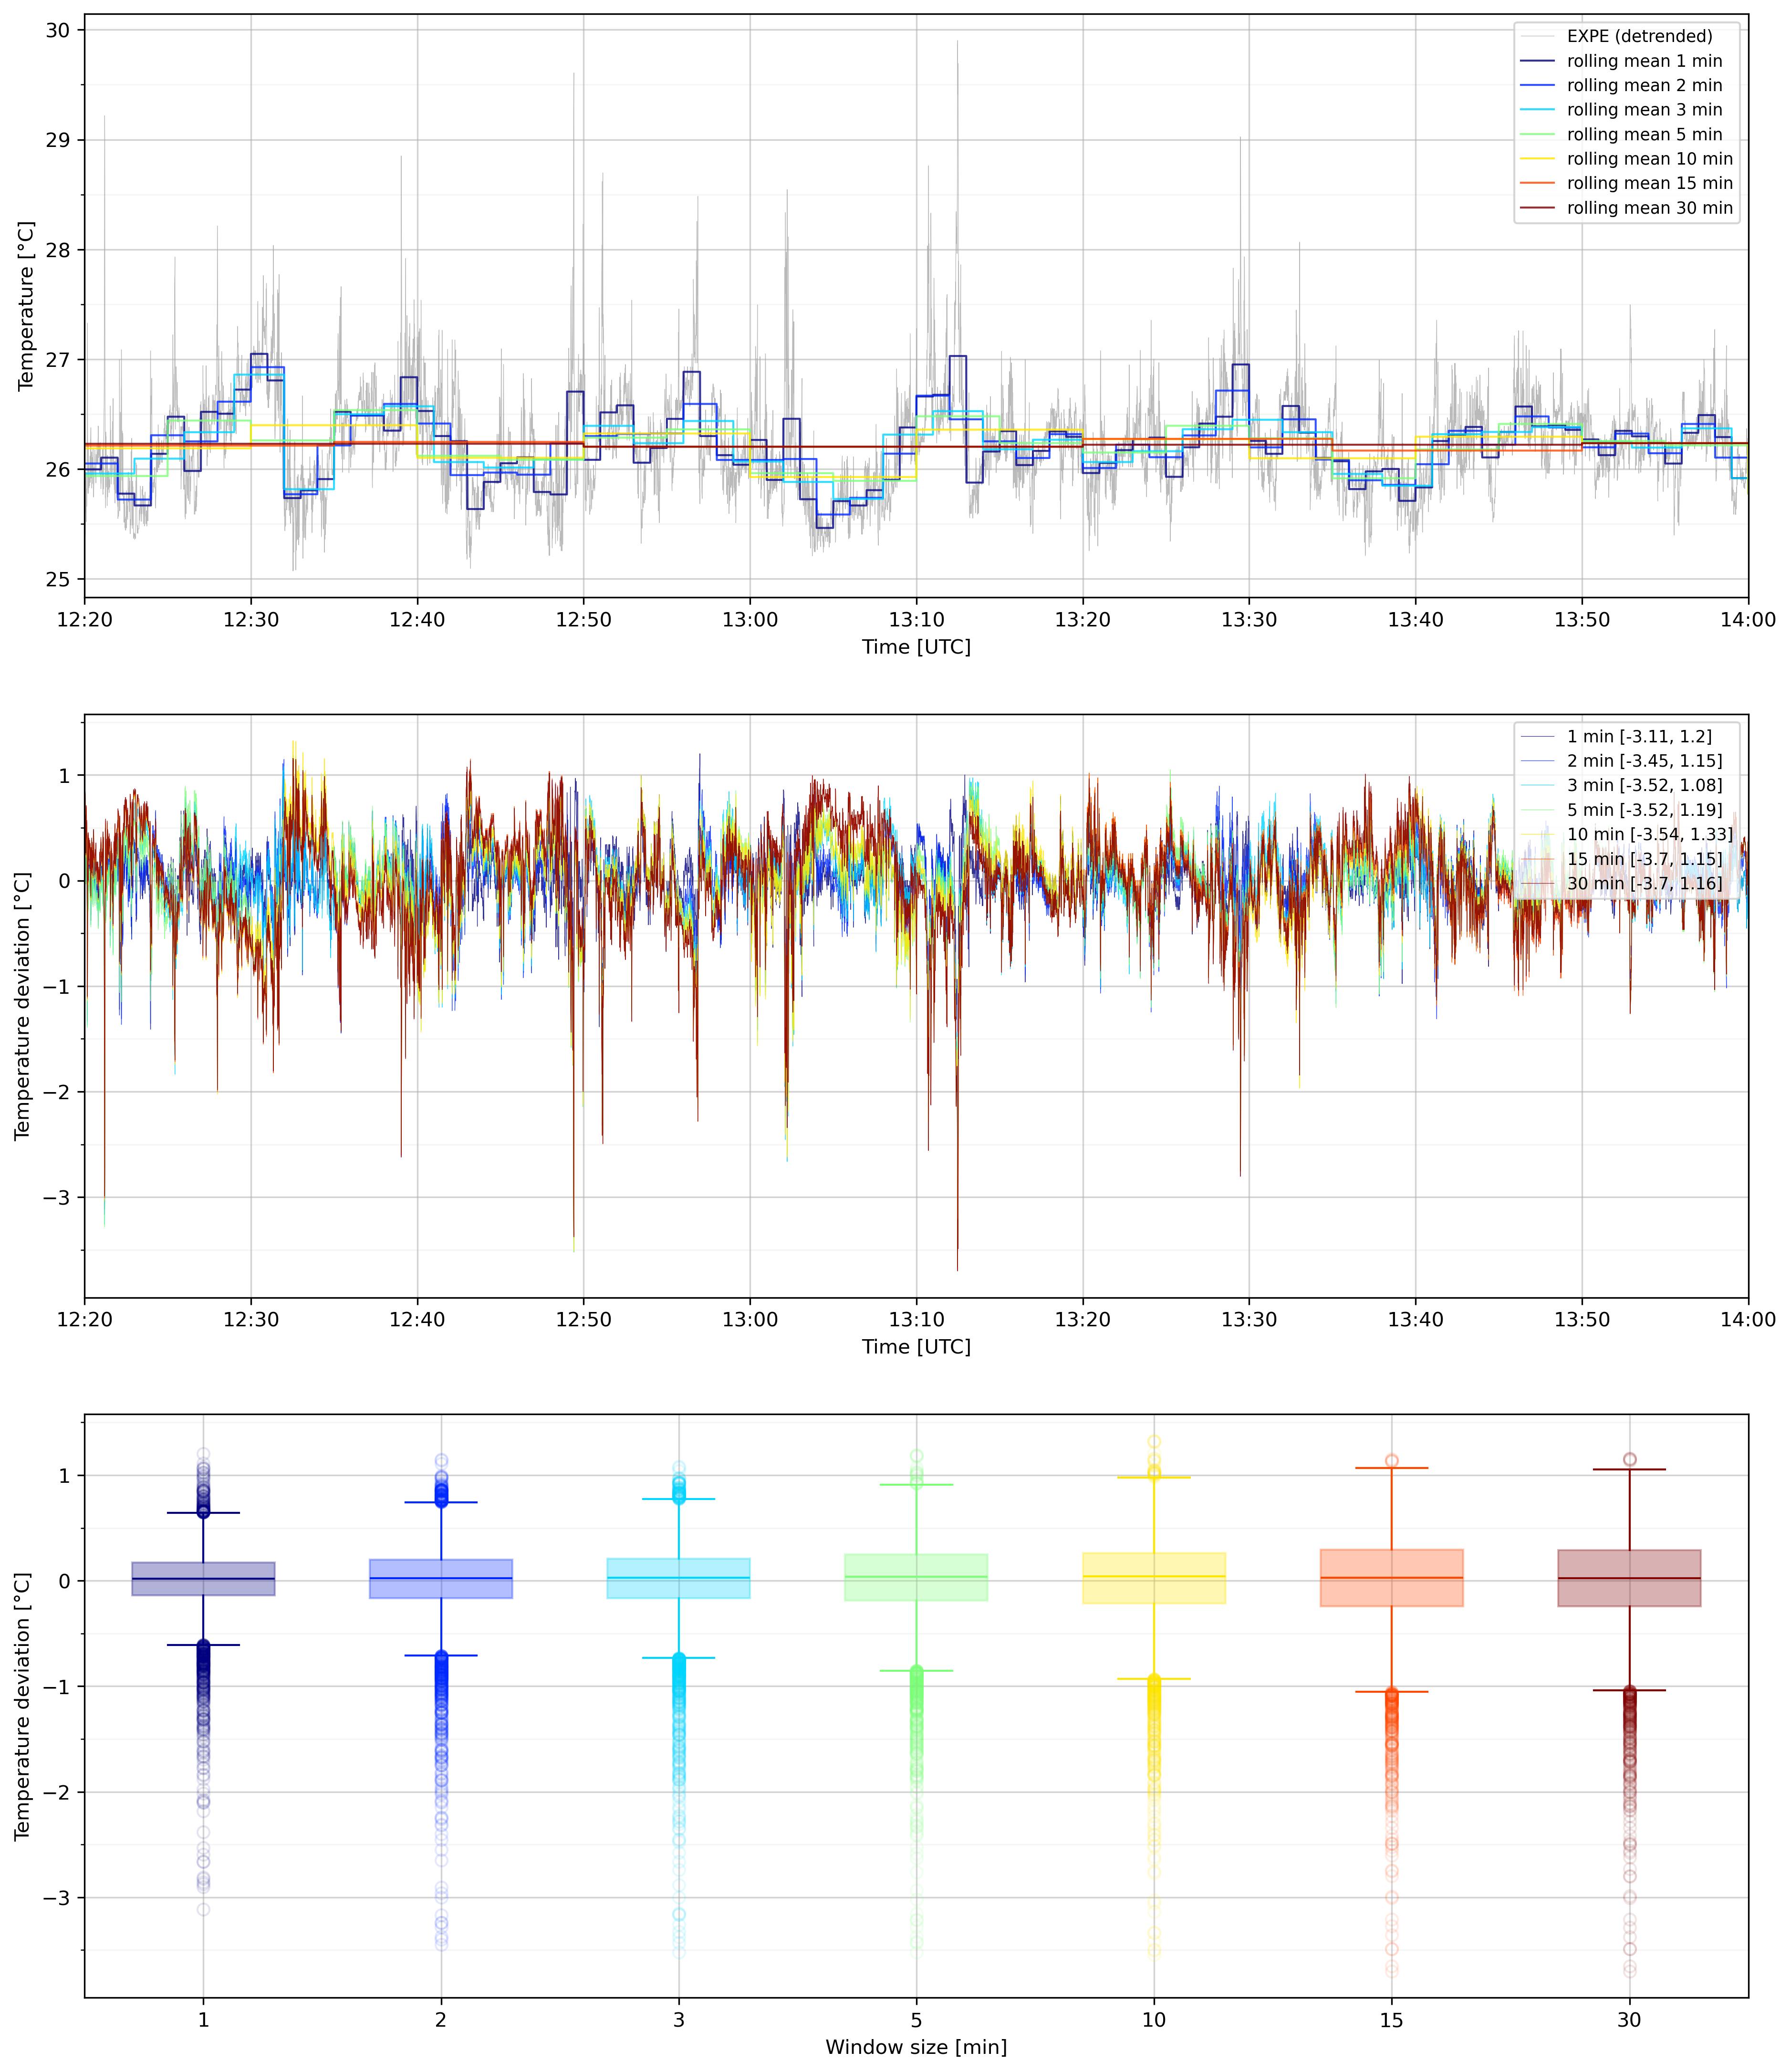 30
29
28
27
26
25
Temperature [°C]
EXPE (detrended)
rolling mean 1 min
rolling mean 2 min
rolling mean 3 min
rolling mean 5 min
rolling mean 10 min
rolling mean 15 min
rolling mean 30 min
12:20 12:30 12:40 12:50 13:00 13:10 13:20 13:30 13:40 13:50 14:00
Time [UTC]
1
0
−1
−2
−3
Temperature deviation [°C]
1 min [-3.11, 1.2]
2 min [-3.45, 1.15]
3 min [-3.52, 1.08]
5 min [-3.52, 1.19]
10 min [-3.54, 1.33]
15 min [-3.7, 1.15]
30 min [-3.7, 1.16]
12:20 12:30 12:40 12:50 13:00 13:10 13:20 13:30 13:40 13:50 14:00
Time [UTC]
1
0
−1
−2
−3
Temperature deviation [°C]
1 2 3 5 10 15 30
Window size [min]